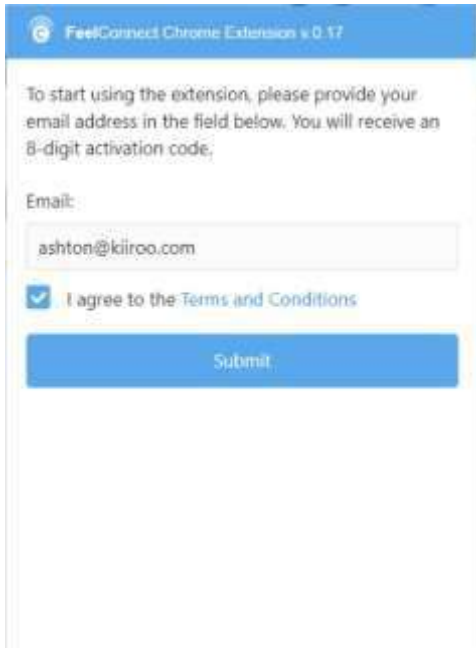 FeelConnect Chrome Extension v.0.17
To start using the extension, please provide your
email address in the field below. You will receive an
8-digit activation code.
Email:
ashton@kiiroo.com
I agree to the Terms and Conditions
Submit